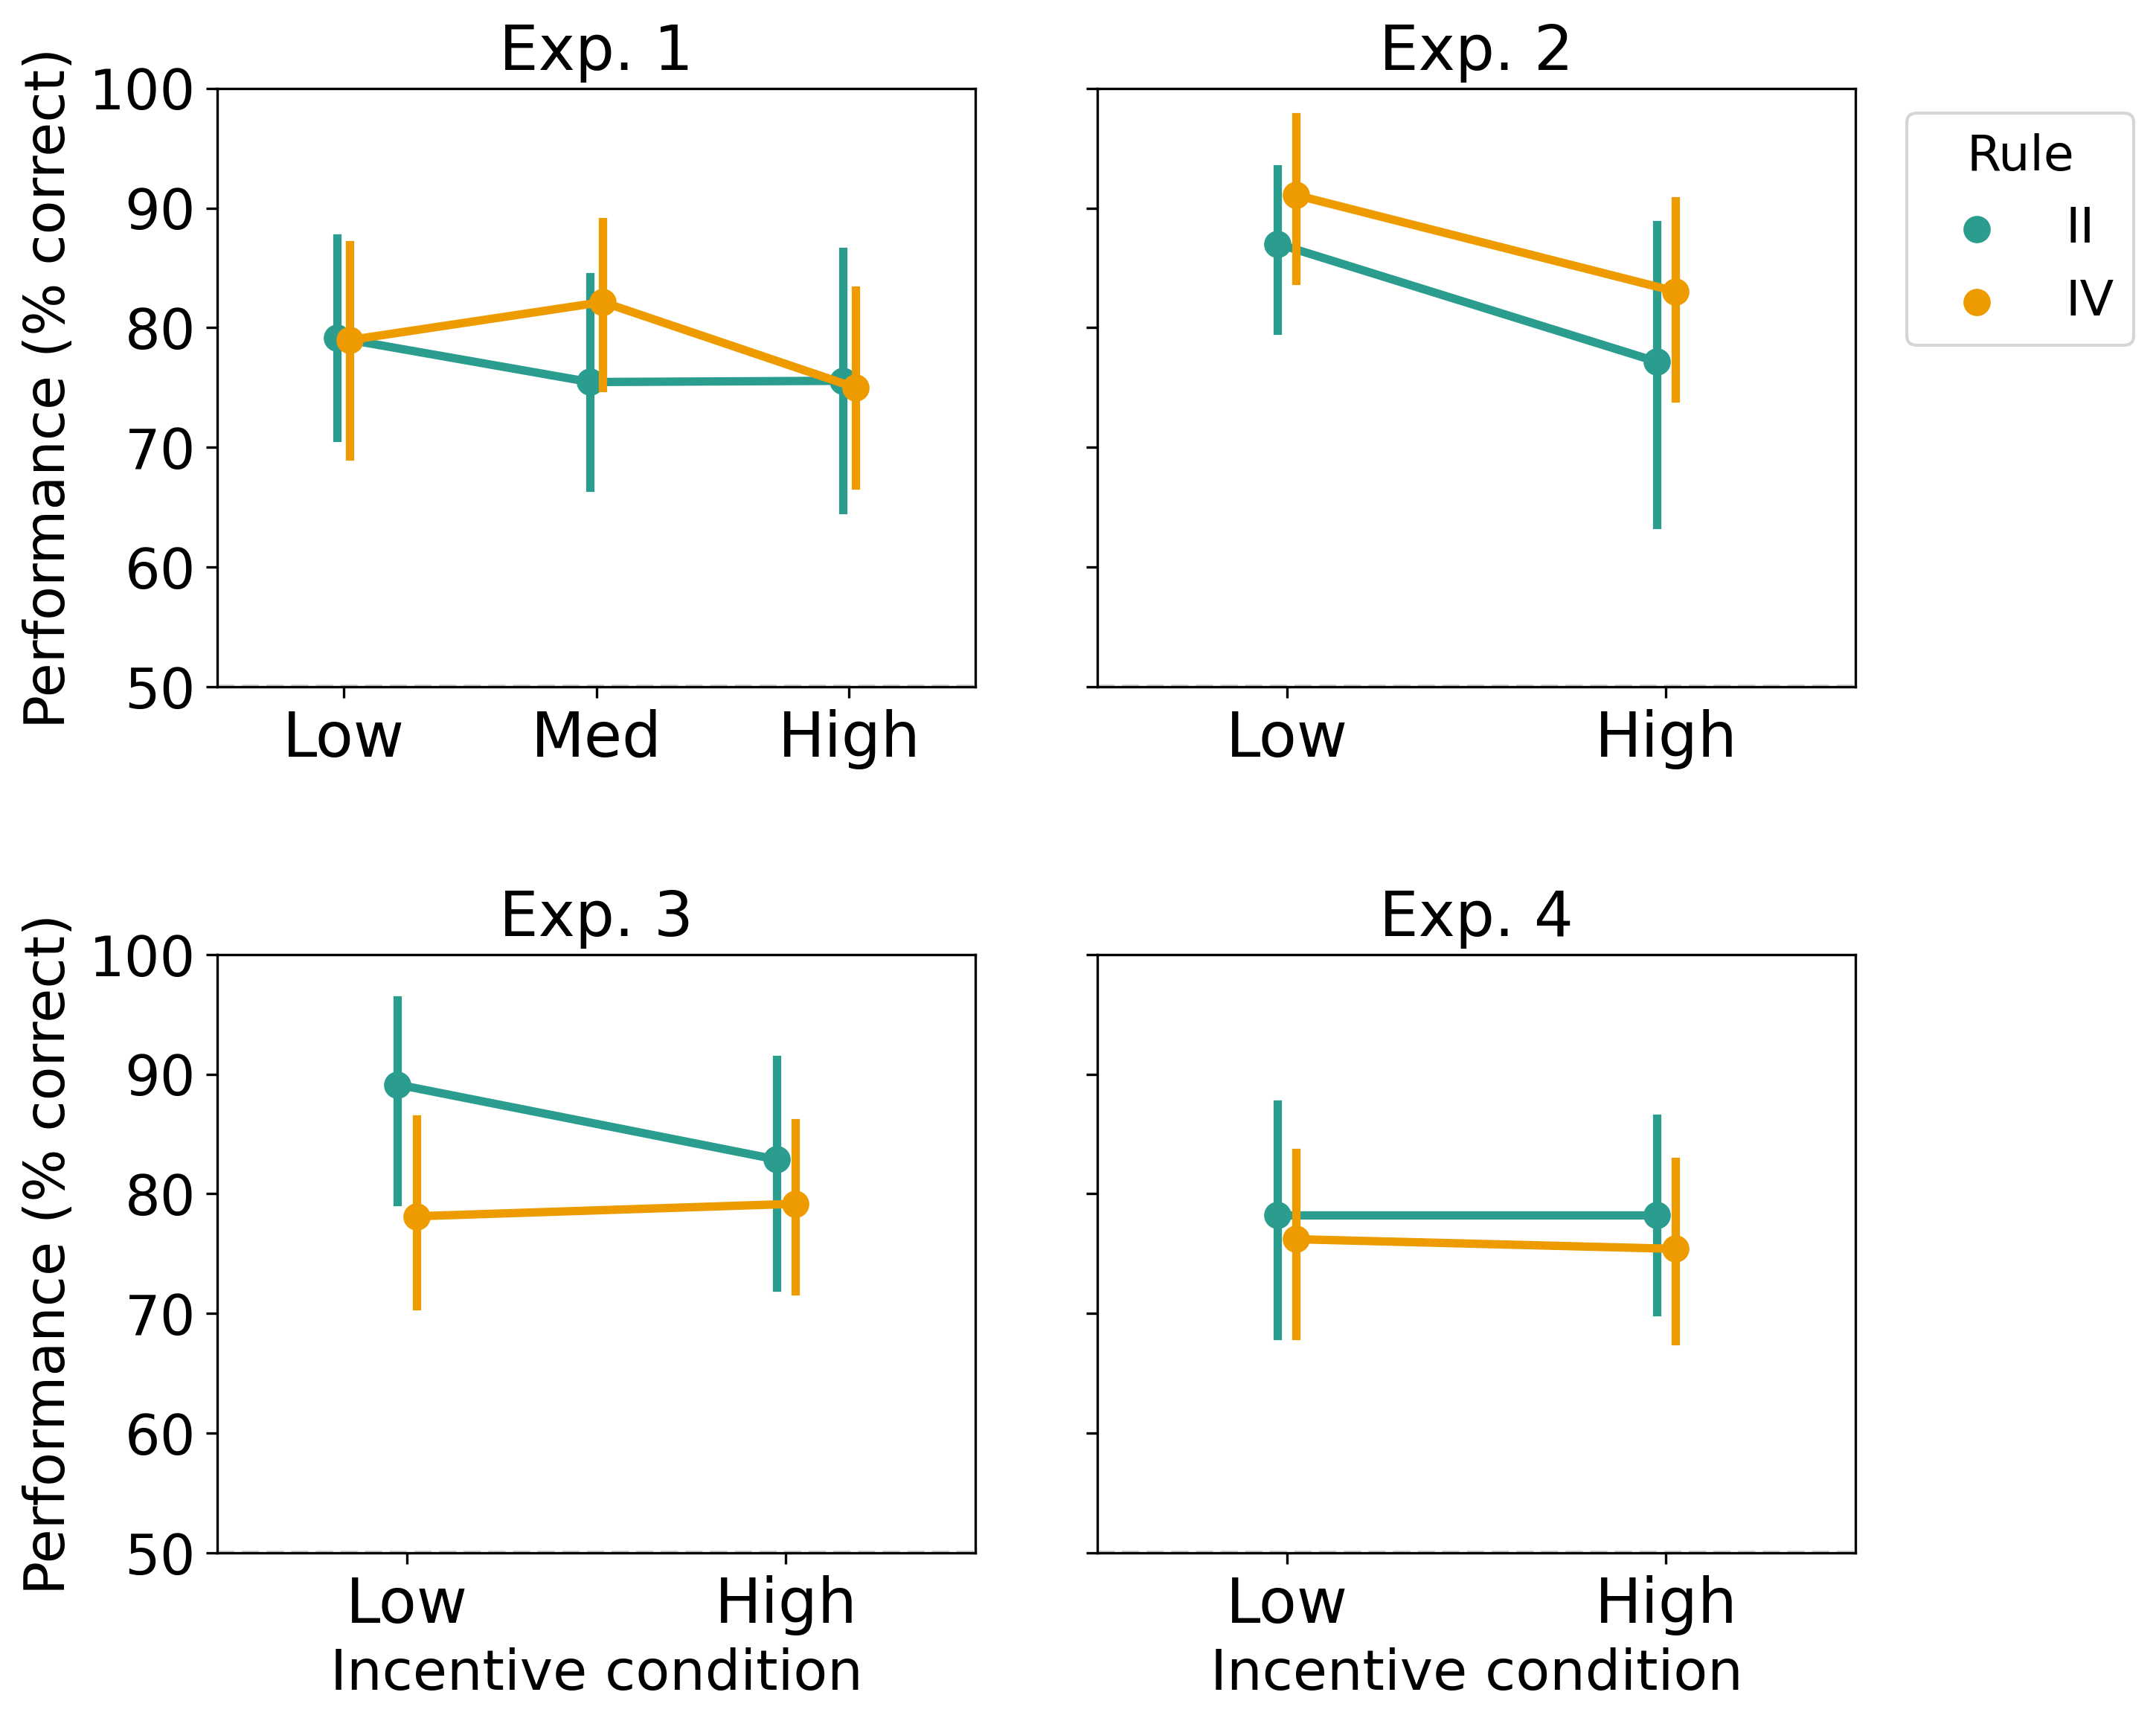 Exp. 1
Performance (% correct)
100
90
80
70
60
50
Low Med High
Exp. 2
Low High
Rule
II
IV
Exp. 3
Performance (% correct)
100
90
80
70
60
50
Low High
Incentive condition
Exp. 4
Low High
Incentive condition